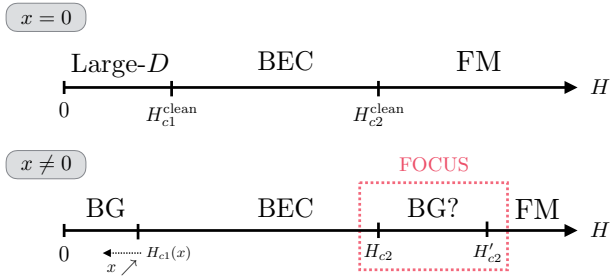 x = 0
Large-D BEC FM
0 H_{c1}^{clean} H_{c2}^{clean} H
x ≠ 0
FOCUS
BG BEC BG? FM
0 H_{c1}(x) H_{c2} H'_{c2} H
x ↗